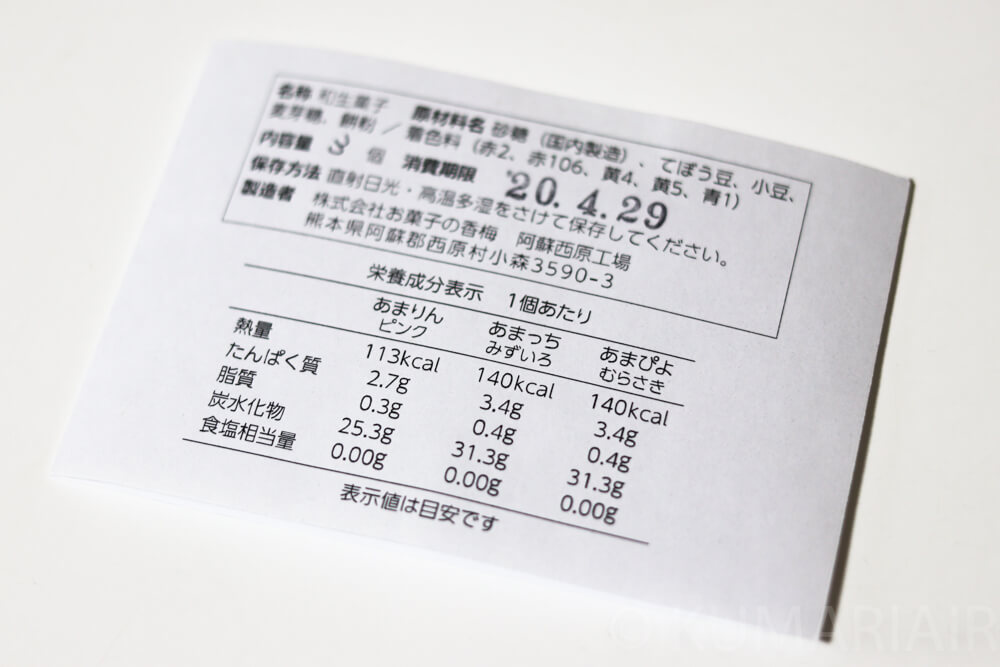 名称 和生菓子 原材料名 砂糖(国内製造)、てぼう豆、小豆、
麦芽糖、餅粉/着色料(赤2、赤106、黄4、黄5、青1)
内容量 3 個 消費期限 '20.4.29
保存方法 直射日光・高温多湿をさけて保存してください。
製造者 株式会社お菓子の香梅 阿蘇西原工場
熊本県阿蘇郡西原村小森3590-3
栄養成分表示 1個あたり
あまりん ピンク あまっち みずいろ あまぴよ むらさき
熱量 113kcal 140kcal 140kcal
たんぱく質 2.7g 3.4g 3.4g
脂質 0.3g 0.4g 0.4g
炭水化物 25.3g 31.3g 31.3g
食塩相当量 0.00g 0.00g 0.00g
表示値は目安です
©KUMARIAIR